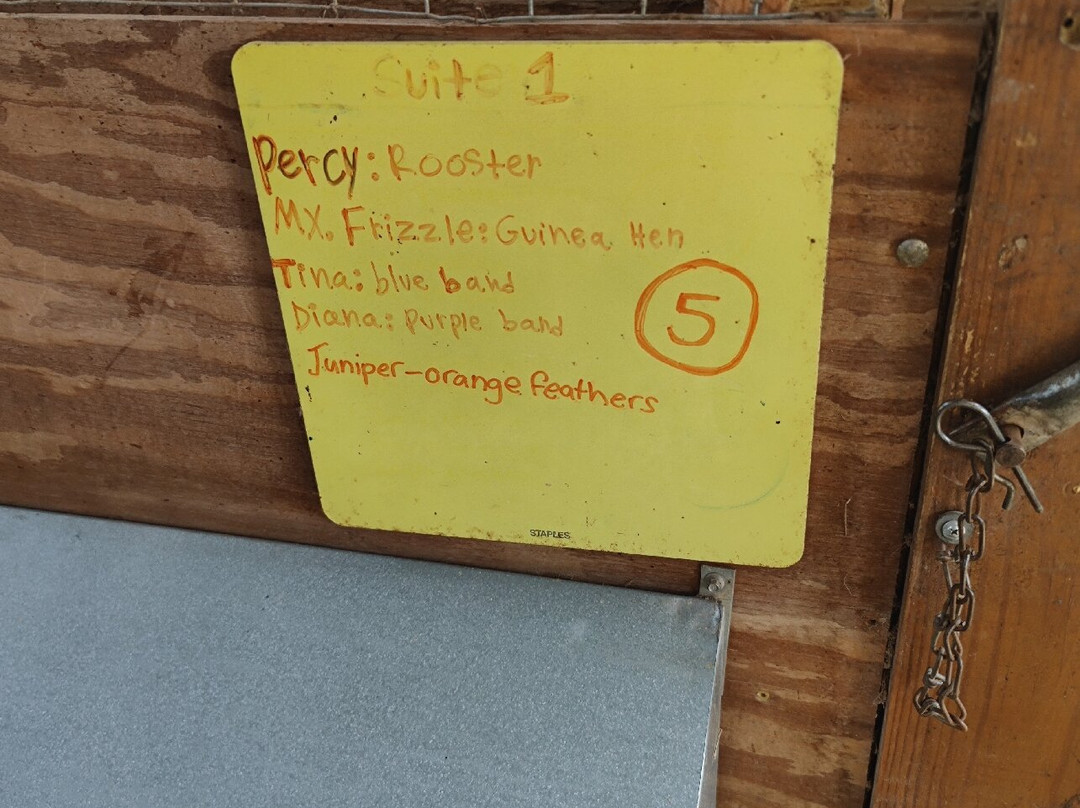 Suite 1
Percy: Rooster
MX. Frizzle: Guinea Hen
Tina: blue band
Diana: Purple band
5
Juniper-orange feathers
STAPLES